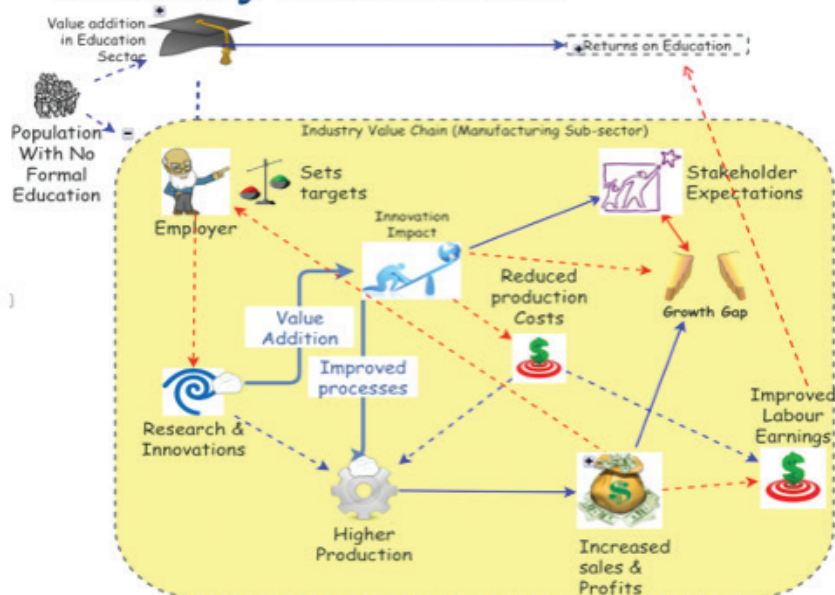 Value addition
in Education
Sector
Returns on Education
Population
With No
Formal
Education
Industry Value Chain (Manufacturing Sub-sector)
Sets
targets
Employer
Innovation
Impact
Stakeholder
Expectations
Reduced
production
Costs
Growth Gap
Value
Addition
Improved
processes
Research &
Innovations
Improved
Labour
Earnings
Higher
Production
Increased
sales &
Profits